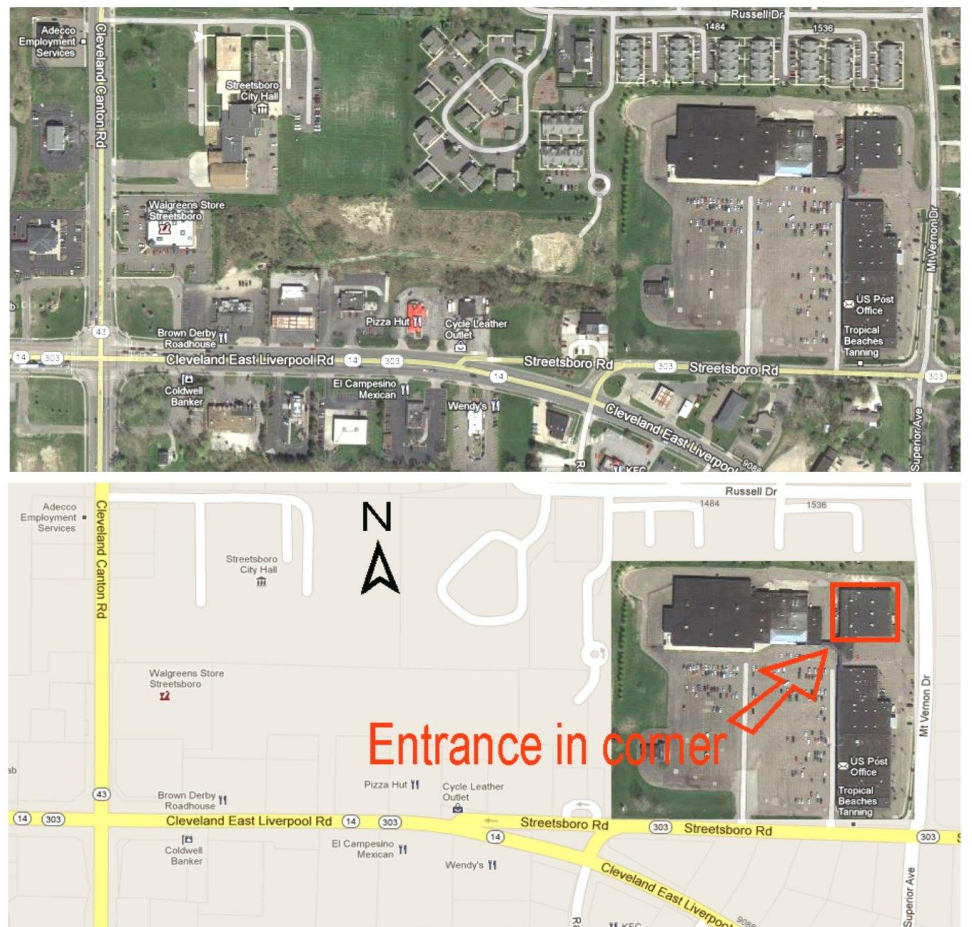 Russell Dr
1484
1536
Adecco
Employment
Services
Cleveland Canton Rd
Streetsboro
City Hall
Walgreens Store
Streetsboro
Mt Vernon Dr
US Post
Office
Tropical
Beaches
Tanning
Pizza Hut
Cycle Leather
Outlet
Brown Derby
Roadhouse
43
14
303
Cleveland East Liverpool Rd
14
303
Streetsboro Rd
303
Streetsboro Rd
303
14
Coldwell
Banker
El Campesino
Mexican
Wendy's
Cleveland East Liverpool
KFC
Superior Ave
Russell Dr
1484
1536
Adecco
Employment
Services
Cleveland Canton Rd
N
Streetsboro
City Hall
Walgreens Store
Streetsboro
Mt Vernon Dr
Entrance in corner
US Post
Office
Tropical
Beaches
Tanning
Pizza Hut
Cycle Leather
Outlet
43
Brown Derby
Roadhouse
14
303
Cleveland East Liverpool Rd
14
303
Streetsboro Rd
303
Streetsboro Rd
303
14
Coldwell
Banker
El Campesino
Mexican
Wendy's
Cleveland East Liverpool
KFC
Superior Ave